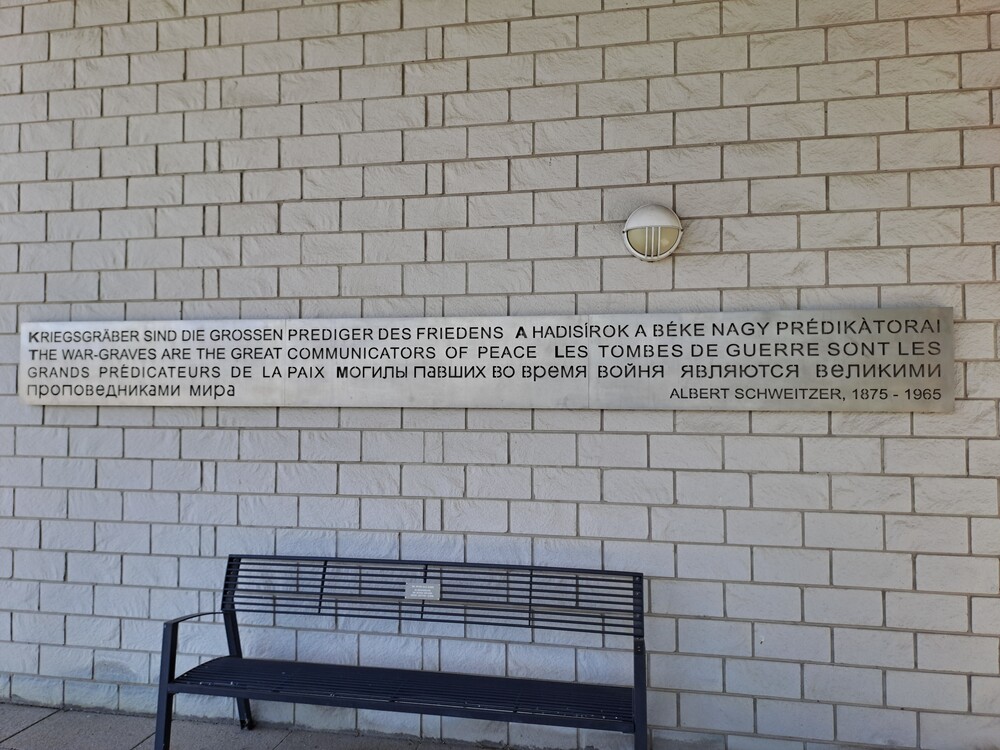 KRIEGSGRÄBER SIND DIE GROSSEN PREDIGER DES FRIEDENS A HADISÍROK A BÉKE NAGY PRÉDIKÀTORAI
THE WAR-GRAVES ARE THE GREAT COMMUNICATORS OF PEACE LES TOMBES DE GUERRE SONT LES
GRANDS PRÉDICATEURS DE LA PAIX МОГИЛЫ павших во время войнЯ являются великими
проповедниками мира
ALBERT SCHWEITZER, 1875 - 1965